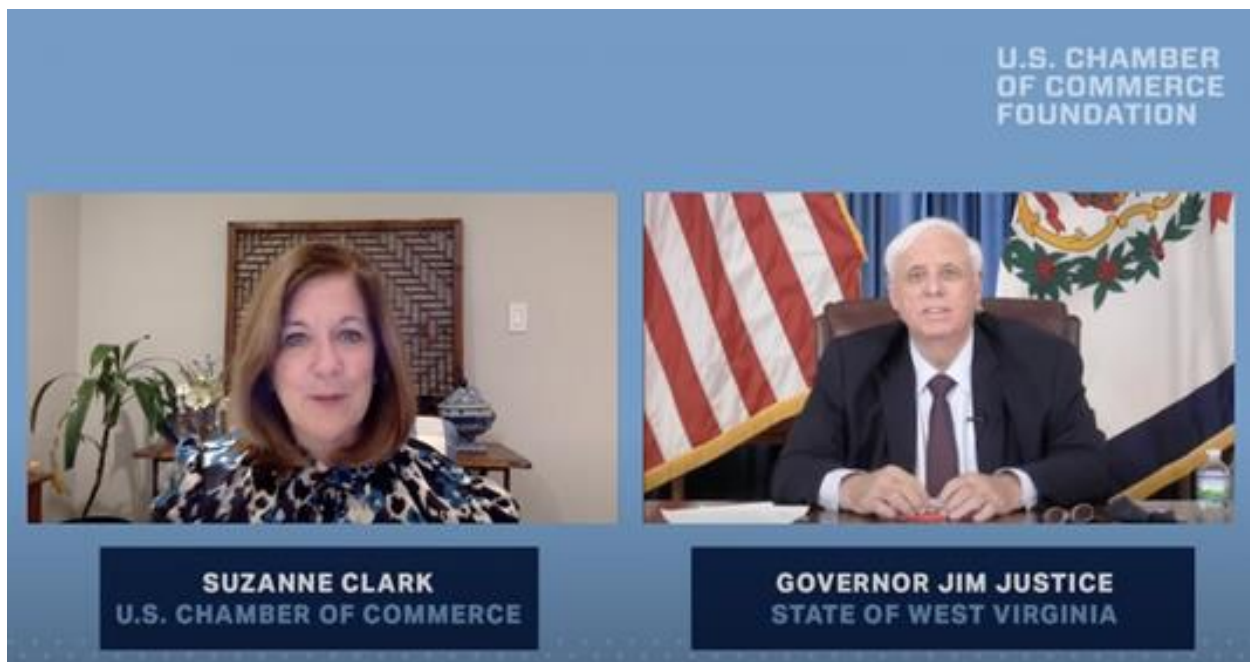 U.S. CHAMBER
OF COMMERCE
FOUNDATION
SUZANNE CLARK
U.S. CHAMBER OF COMMERCE
GOVERNOR JIM JUSTICE
STATE OF WEST VIRGINIA